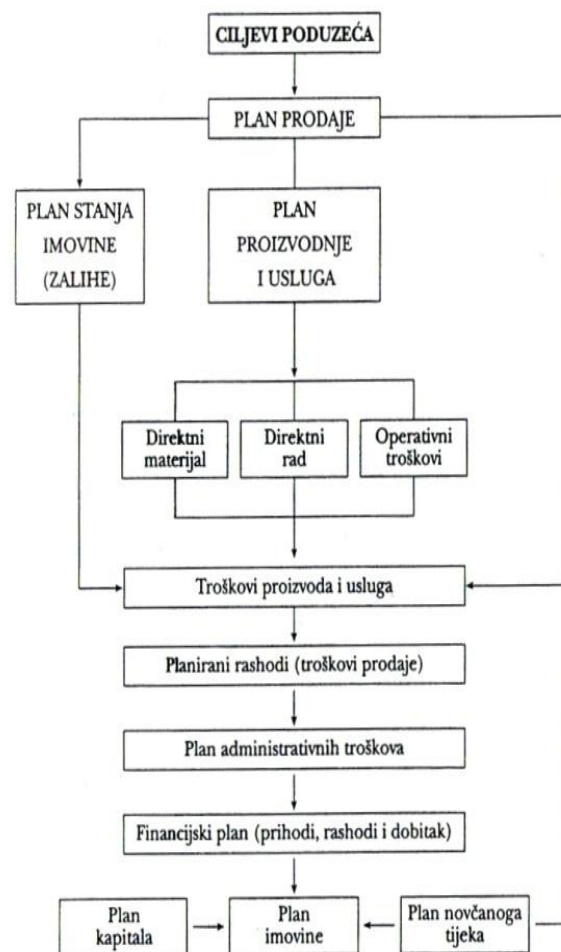 CILJEVI PODUZEĆA
PLAN PRODAJE
PLAN STANJA
IMOVINE
(ZALIHE)
PLAN
PROIZVODNJE
I USLUGA
Direktni
materijal
Direktni
rad
Operativni
troškovi
Troškovi proizvoda i usluga
Planirani rashodi (troškovi prodaje)
Plan administrativnih troškova
Financijski plan (prihodi, rashodi i dobitak)
Plan
kapitala
Plan
imovine
Plan novčanoga
tijeka